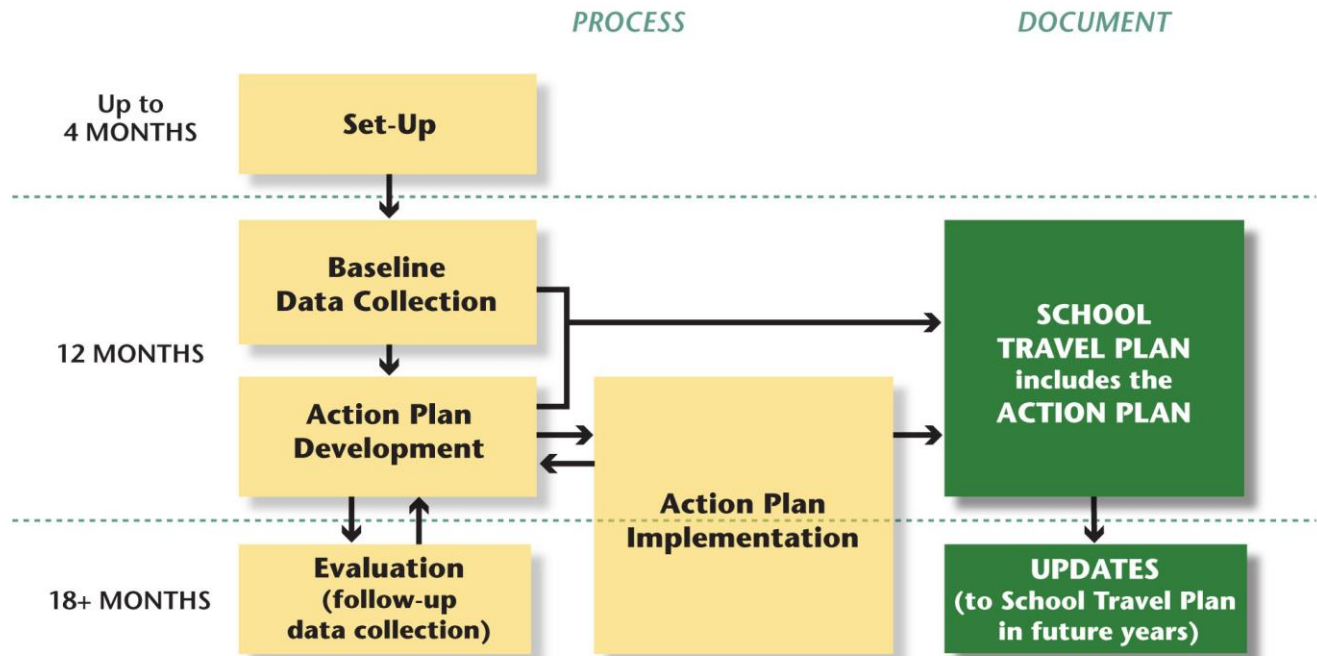 PROCESS
DOCUMENT
Up to
4 MONTHS
Set-Up
12 MONTHS
Baseline
Data Collection
SCHOOL
TRAVEL PLAN
includes the
ACTION PLAN
Action Plan
Development
Action Plan
Implementation
18+ MONTHS
Evaluation
(follow-up
data collection)
UPDATES
(to School Travel Plan
in future years)